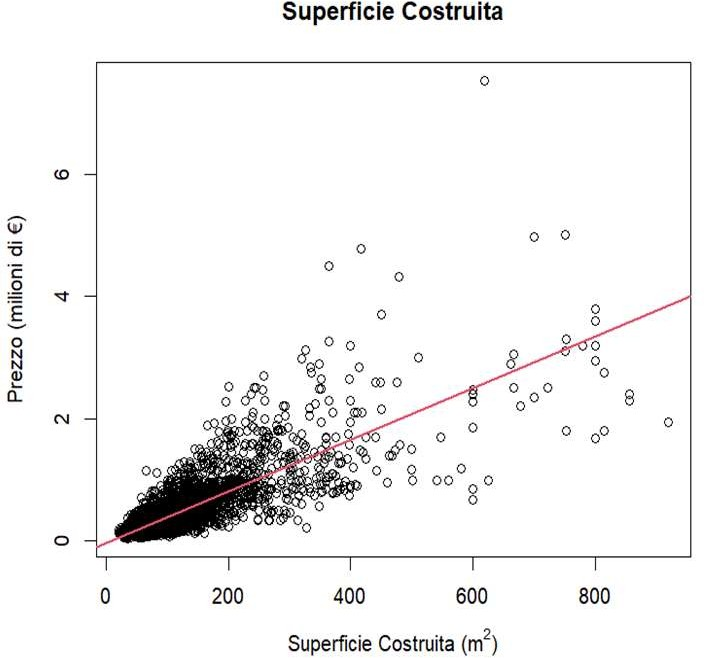 Superficie Costruita
Prezzo (milioni di €)
6
4
2
0
0 200 400 600 800
Superficie Costruita (m²)